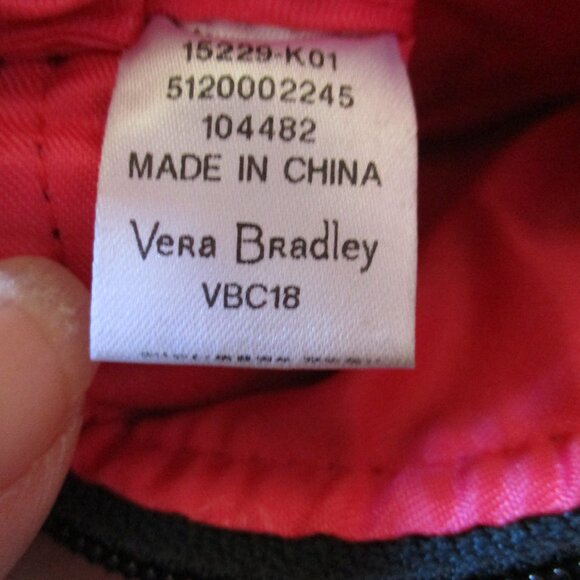 15229-K01
5120002245
104482
MADE IN CHINA
Vera Bradley
VBC18